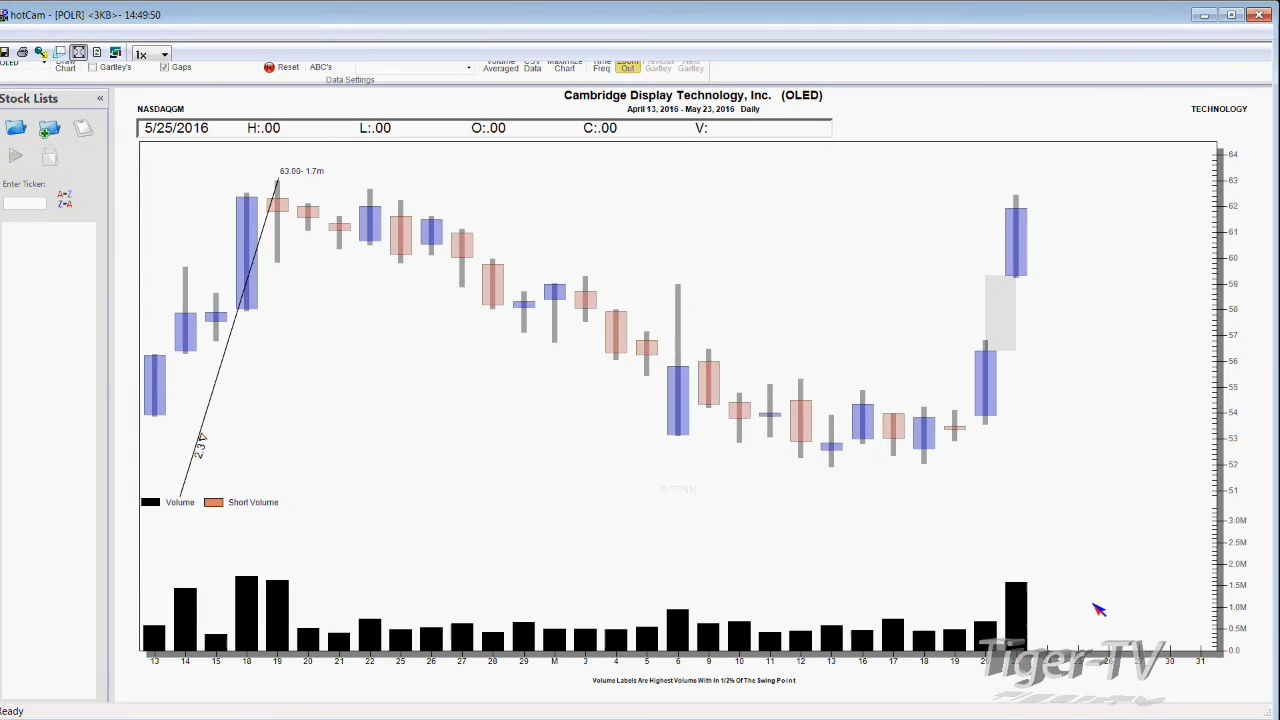 hotCam - [POLR] <3KB> - 14:49:50
1x
OLED
Draw Chart
Gartley's
Gaps
Reset
ABC's
Volume Averaged
CSV Data
Maximize Chart
Time Freq
Zoom Out
Previous Gartley
Next Gartley
Data Settings
Stock Lists «
Enter Ticker:
A=Z
Z=A
Cambridge Display Technology, Inc. (OLED)
NASDAQGM April 13, 2016 - May 23, 2016 Daily TECHNOLOGY
5/25/2016 H:.00 L:.00 O:.00 C:.00 V:
63.00- 1.7m
64
63
62
61
60
59
58
57
56
55
54
53
52
51
2.3
Volume Short Volume
© TFNN
3.0M
2.5M
2.0M
1.5M
1.0M
0.5M
0.0
13 14 15 18 19 20 21 22 25 26 27 28 29 M 3 4 5 6 9 10 11 12 13 16 17 18 19 30 31
Tiger-TV
Volume Labels Are Highest Volume With In 1/2% Of The Swing Point
Ready